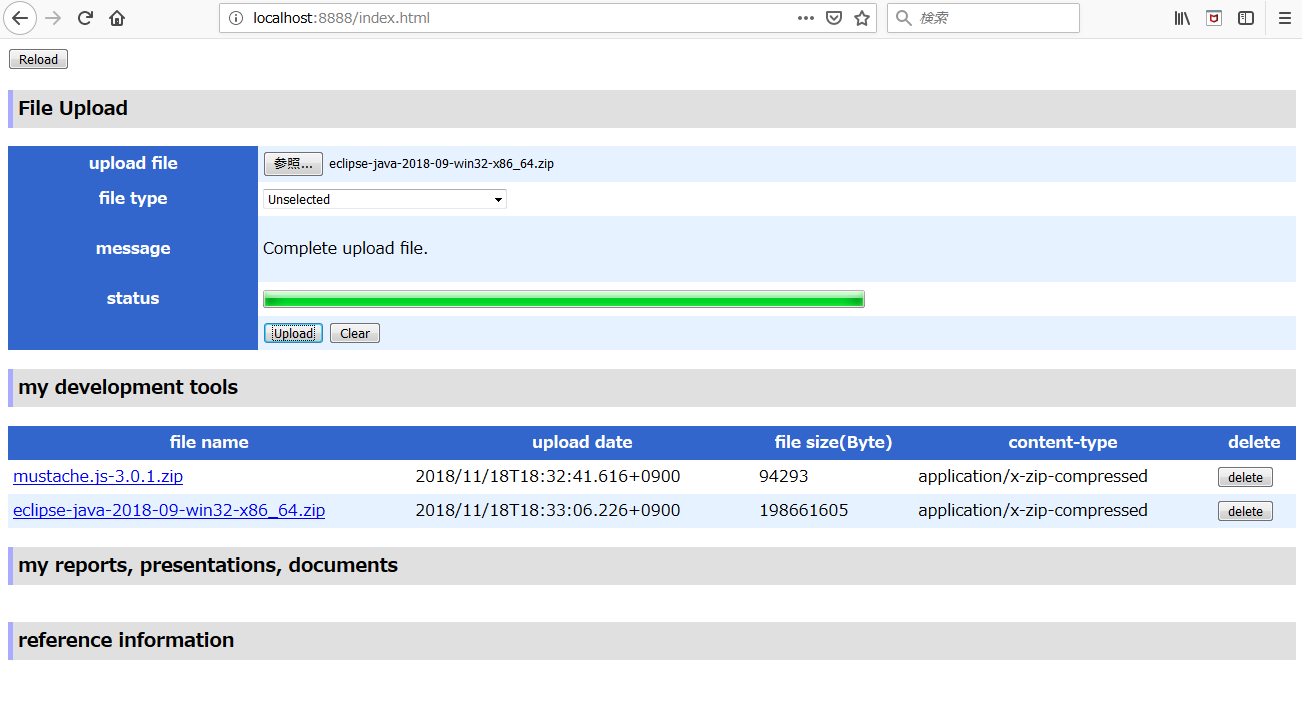 localhost:8888/index.html
検索
Reload
File Upload
upload file 参照... eclipse-java-2018-09-win32-x86_64.zip
file type Unselected
message Complete upload file.
status
Upload Clear
my development tools
file name upload date file size(Byte) content-type delete
mustache.js-3.0.1.zip 2018/11/18T18:32:41.616+0900 94293 application/x-zip-compressed delete
eclipse-java-2018-09-win32-x86_64.zip 2018/11/18T18:33:06.226+0900 198661605 application/x-zip-compressed delete
my reports, presentations, documents
reference information